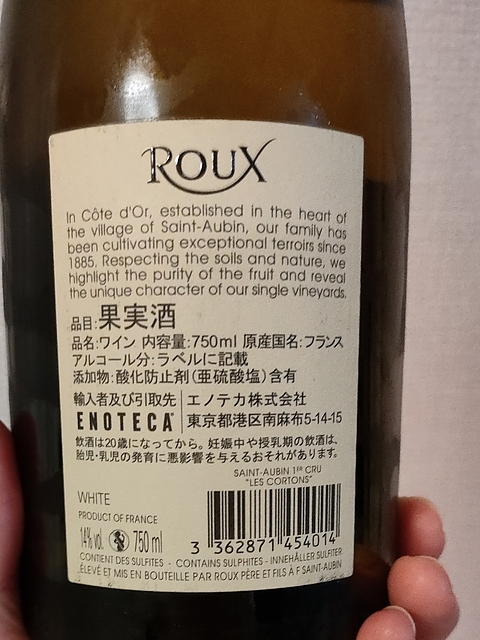 ROUX
In Côte d'Or, established in the heart of
the village of Saint-Aubin, our family has
been cultivating exceptional terroirs since
1885. Respecting the soils and nature, we
highlight the purity of the fruit and reveal
the unique character of our single vineyards.
品目:果実酒
品名:ワイン 内容量:750ml 原産国名:フランス
アルコール分:ラベルに記載
添加物:酸化防止剤(亜硫酸塩)含有
輸入者及び引取先 エノテカ株式会社
ENOTECA 東京都港区南麻布5-14-15
飲酒は20歳になってから。妊娠中や授乳期の飲酒は、
胎児・乳児の発育に悪影響を与えるおそれがあります。
SAINT-AUBIN 1ER CRU
"LES CORTONS"
WHITE
PRODUCT OF FRANCE
14% vol. 750 ml
3 362871 454014
CONTIENT DES SULFITES - CONTAINS SULPHITES - INNEHÅLLER SULFITER
ÉLEVÉ ET MIS EN BOUTEILLE PAR ROUX PÈRE ET FILS À F SAINT-AUBIN